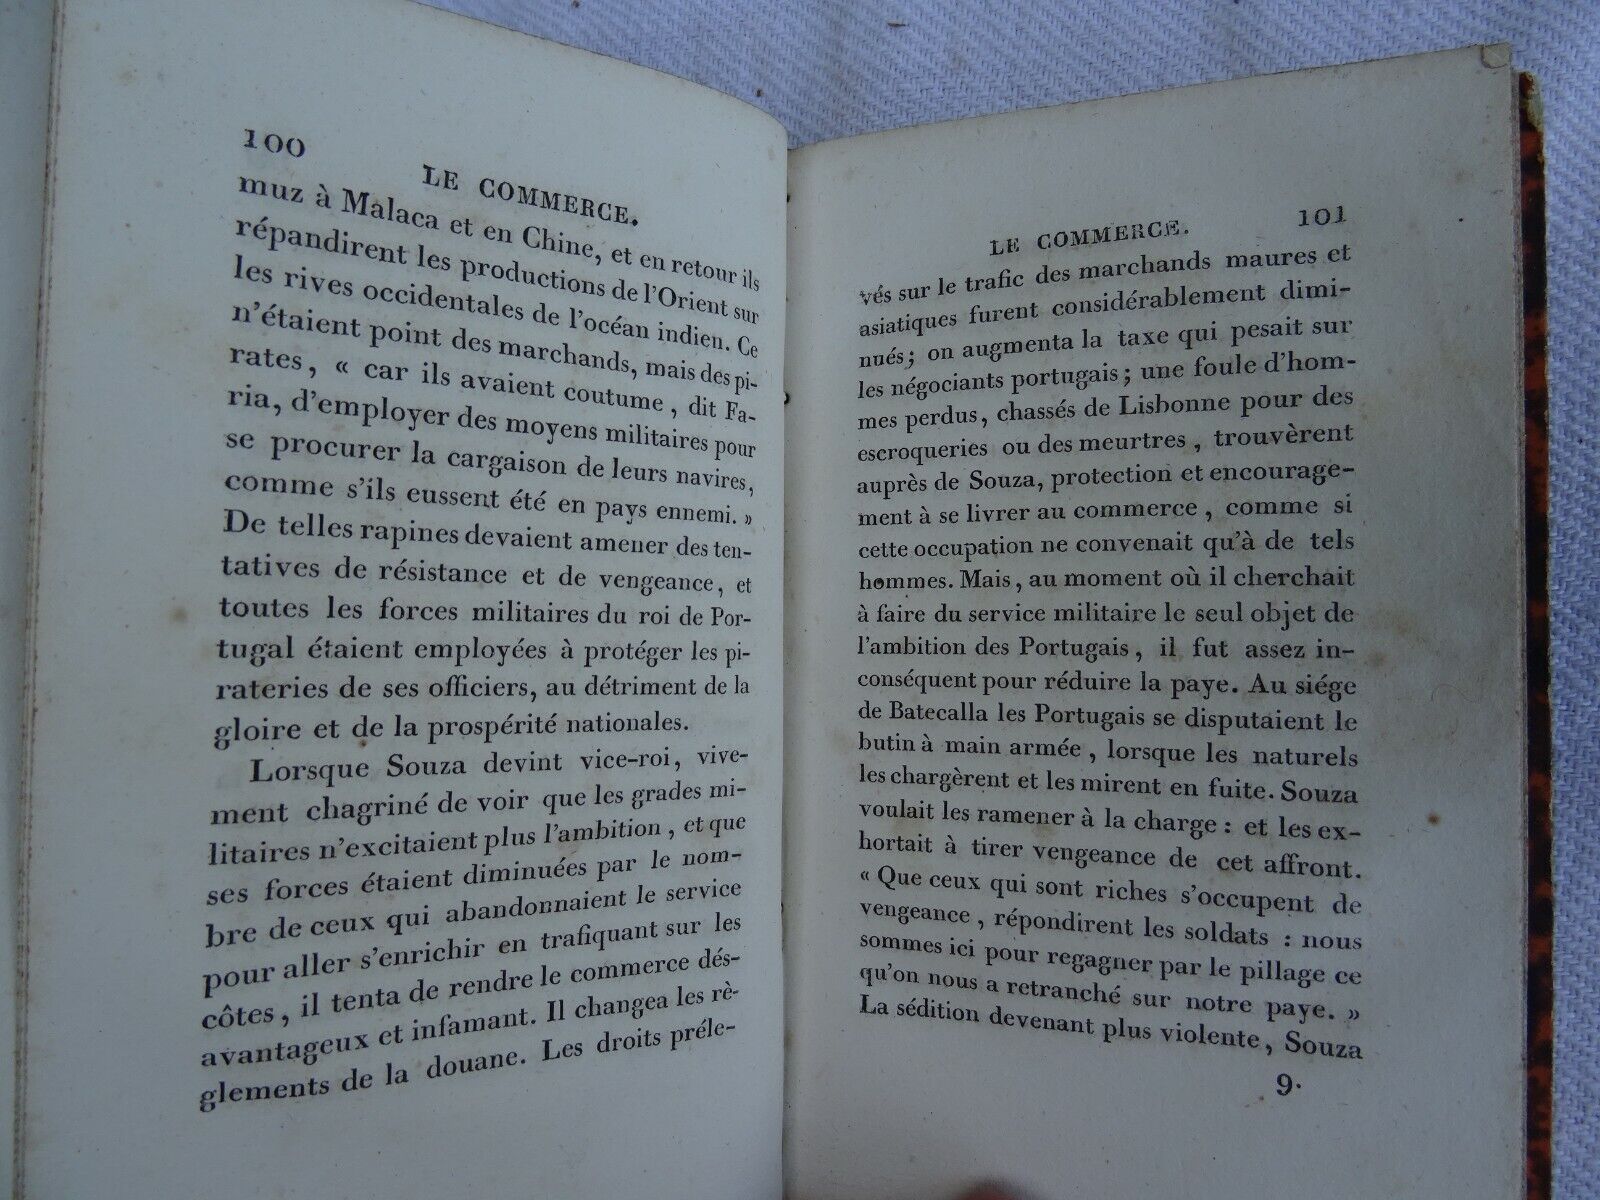 100
LE COMMERCE.
muz à Malaca et en Chine, et en retour ils
répandirent les productions de l'Orient sur
les rives occidentales de l'océan indien. Ce
n'étaient point des marchands, mais des pi-
rates, « car ils avaient coutume, dit Fa-
ria, d'employer des moyens militaires pour
se procurer la cargaison de leurs navires,
comme s'ils eussent été en pays ennemi. »
De telles rapines devaient amener des ten-
tatives de résistance et de vengeance, et
toutes les forces militaires du roi de Por-
tugal étaient employées à protéger les pi-
rateries de ses officiers, au détriment de la
gloire et de la prospérité nationales.
Lorsque Souza devint vice-roi, vive-
ment chagriné de voir que les grades mi-
litaires n'excitaient plus l'ambition, et que
ses forces étaient diminuées par le nom-
bre de ceux qui abandonnaient le service
pour aller s'enrichir en trafiquant sur les
côtes, il tenta de rendre le commerce dés-
avantageux et infamant. Il changea les rè-
glements de la douane. Les droits préle-
LE COMMERCE.
101
vés sur le trafic des marchands maures et
asiatiques furent considérablement dimi-
nués; on augmenta la taxe qui pesait sur
les négociants portugais; une foule d'hom-
mes perdus, chassés de Lisbonne pour des
escroqueries ou des meurtres, trouvèrent
auprès de Souza, protection et encourage-
ment à se livrer au commerce, comme si
cette occupation ne convenait qu'à de tels
hommes. Mais, au moment où il cherchait
à faire du service militaire le seul objet de
l'ambition des Portugais, il fut assez in-
conséquent pour réduire la paye. Au siége
de Batecalla les Portugais se disputaient le
butin à main armée, lorsque les naturels
les chargèrent et les mirent en fuite. Souza
voulait les ramener à la charge : et les ex-
hortait à tirer vengeance de cet affront.
« Que ceux qui sont riches s'occupent de
vengeance, répondirent les soldats : nous
sommes ici pour regagner par le pillage ce
qu'on nous a retranché sur notre paye. »
La sédition devenant plus violente, Souza
9.